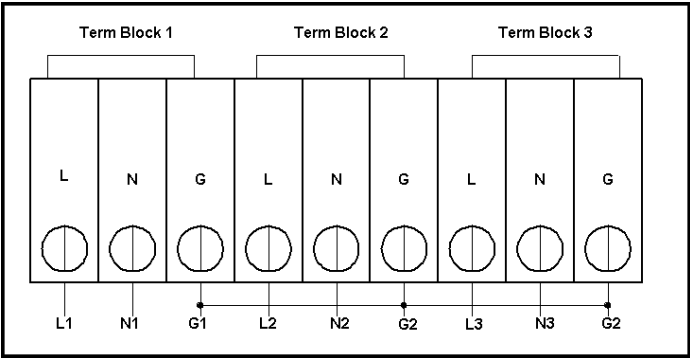 Term Block 1 Term Block 2 Term Block 3
L N G L N G L N G
L1 N1 G1 L2 N2 G2 L3 N3 G2